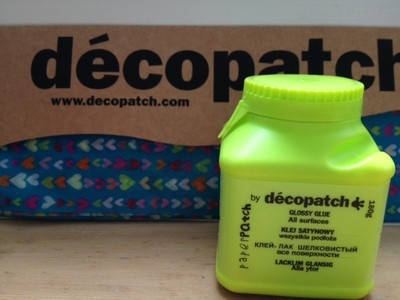 décopatch
www.decopatch.com
by décopatch
paperpatch
180g
GLOSSY GLUE
All surfaces
KLEJ SATYNOWY
wszystkie podłoża
КЛЕЙ- ЛАК ШЕЛКОВИСТЫЙ
все поверхности
LACKLIM GLANSIG
Alla ytor